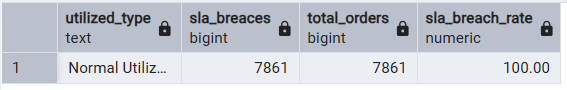 utilized_type sla_breaces total_orders sla_breach_rate
text bigint bigint numeric
1 Normal Utiliz... 7861 7861 100.00